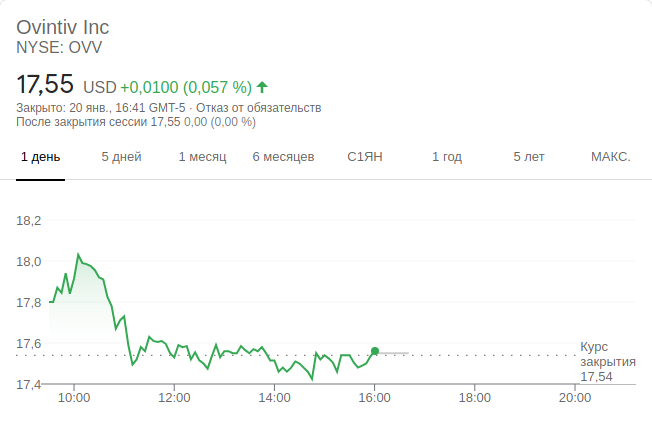 Ovintiv Inc
NYSE: OVV
17,55 USD +0,0100 (0,057 %)
Закрыто: 20 янв., 16:41 GMT-5 · Отказ от обязательств
После закрытия сессии 17,55 0,00 (0,00 %)
1 день 5 дней 1 месяц 6 месяцев С1ЯН 1 год 5 лет МАКС.
18,2
18,0
17,8
17,6
17,4
Курс
закрытия
17,54
10:00 12:00 14:00 16:00 18:00 20:00